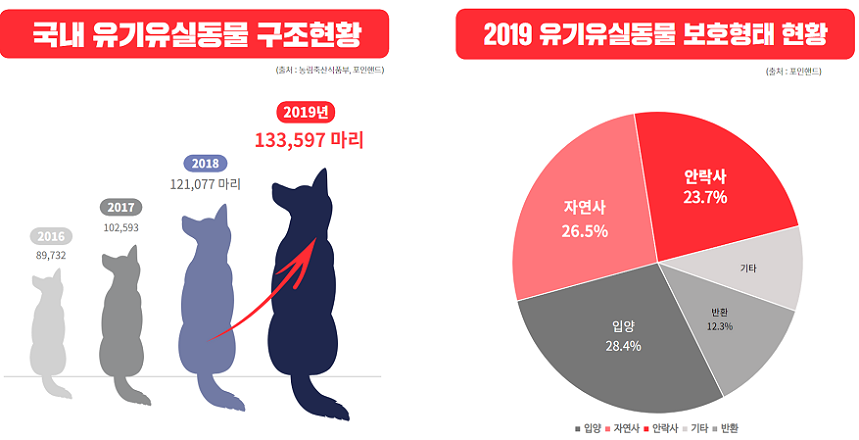 국내 유기유실동물 구조현황
(출처 : 농림축산식품부, 포인핸드)
2019년
133,597 마리
2018
121,077 마리
2017
102,593
2016
89,732
2019 유기유실동물 보호형태 현황
(출처 : 포인핸드)
안락사
23.7%
자연사
26.5%
기타
반환
12.3%
입양
28.4%
입양 자연사 안락사 기타 반환